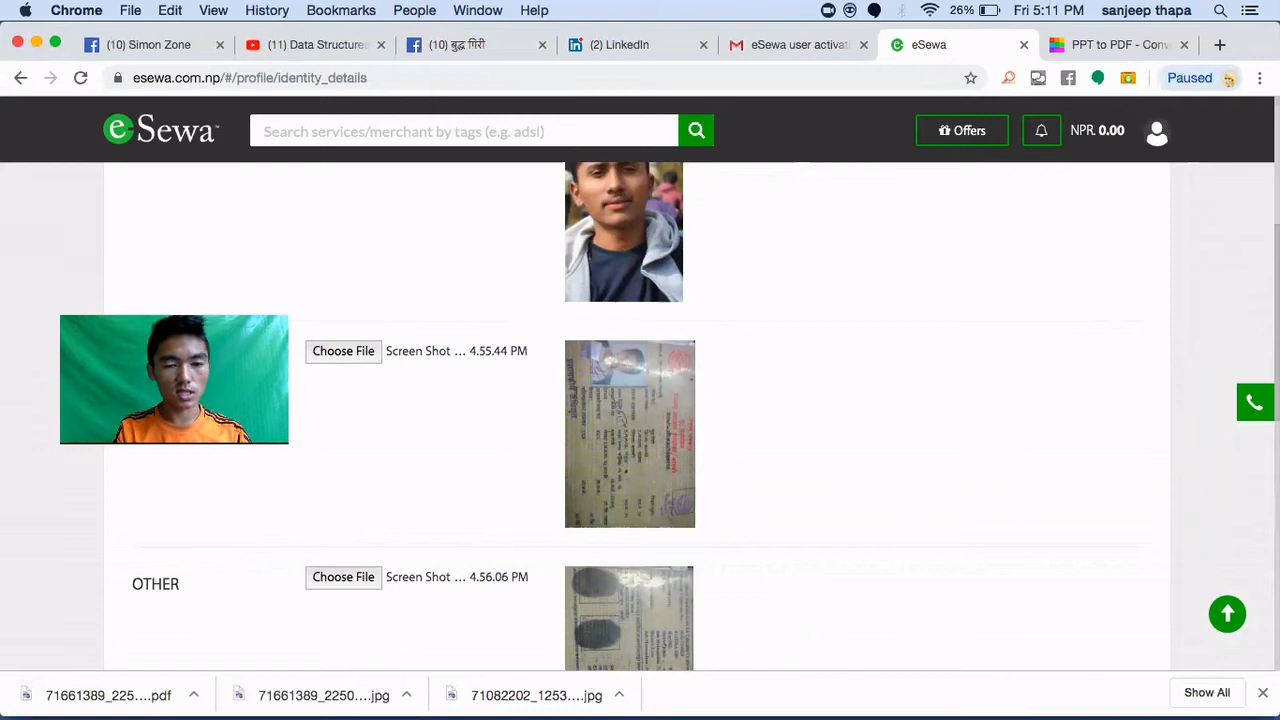 Chrome File Edit View History Bookmarks People Window Help 26% Fri 5:11 PM sanjeep thapa
(10) Simon Zone (11) Data Structure (10) बुद्ध गिरी (2) LinkedIn eSewa user activat eSewa PPT to PDF - Conv
esewa.com.np/#/profile/identity_details Paused
eSewa Search services/merchant by tags (e.g. adsl) Offers NPR. 0.00
Choose File Screen Shot ... 4.55.44 PM
OTHER Choose File Screen Shot ... 4.56.06 PM
71661389_225....pdf 71661389_2250....jpg 71082202_1253....jpg Show All